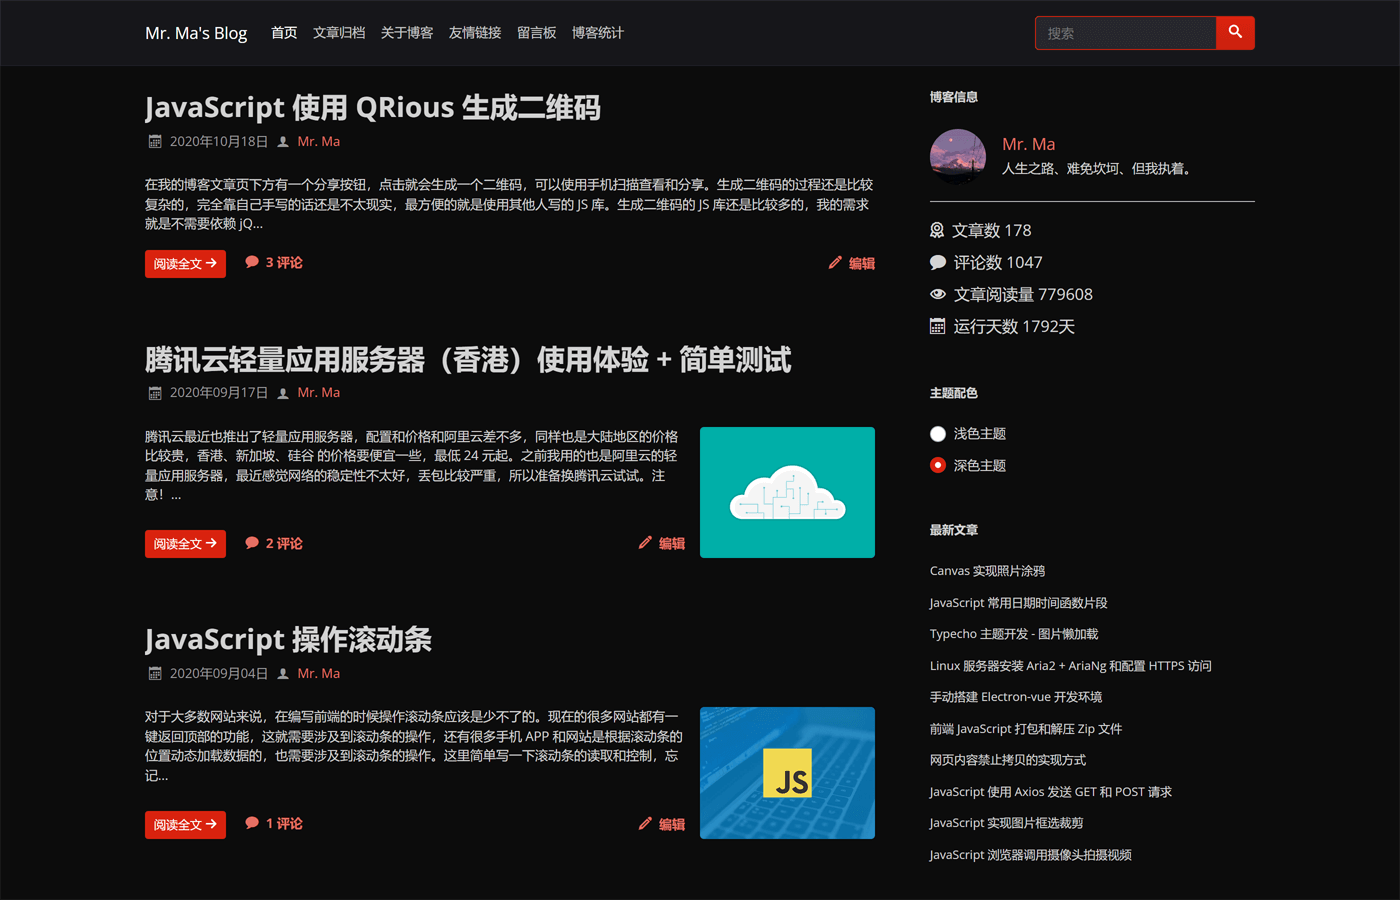 Mr. Ma's Blog 首页 文章归档 关于博客 友情链接 留言板 博客统计 搜索
JavaScript 使用 QRious 生成二维码
2020年10月18日 Mr. Ma
在我的博客文章页下方有一个分享按钮，点击就会生成一个二维码，可以使用手机扫描查看和分享。生成二维码的过程还是比较
复杂的，完全靠自己手写的话还是不太现实，最方便的就是使用其他人写的 JS 库。生成二维码的 JS 库还是比较多的，我的需求
就是不需要依赖 jQ...
阅读全文 3 评论 编辑
腾讯云轻量应用服务器（香港）使用体验 + 简单测试
2020年09月17日 Mr. Ma
腾讯云最近也推出了轻量应用服务器，配置和价格和阿里云差不多，同样也是大陆地区的价格
比较贵，香港、新加坡、硅谷 的价格要便宜一些，最低 24 元起。之前我用的也是阿里云的轻
量应用服务器，最近感觉网络的稳定性不太好，丢包比较严重，所以准备换腾讯云试试。注
意！...
阅读全文 2 评论 编辑
JavaScript 操作滚动条
2020年09月04日 Mr. Ma
对于大多数网站来说，在编写前端的时候操作滚动条应该是少不了的。现在的很多网站都有一
键返回顶部的功能，这就需要涉及到滚动条的操作，还有很多手机 APP 和网站是根据滚动条的
位置动态加载数据的，也需要涉及到滚动条的操作。这里简单写一下滚动条的读取和控制，忘
记...
JS
阅读全文 1 评论 编辑
博客信息
Mr. Ma
人生之路、难免坎坷、但我执着。
文章数 178
评论数 1047
文章阅读量 779608
运行天数 1792天
主题配色
浅色主题
深色主题
最新文章
Canvas 实现照片涂鸦
JavaScript 常用日期时间函数片段
Typecho 主题开发 - 图片懒加载
Linux 服务器安装 Aria2 + AriaNg 和配置 HTTPS 访问
手动搭建 Electron-vue 开发环境
前端 JavaScript 打包和解压 Zip 文件
网页内容禁止拷贝的实现方式
JavaScript 使用 Axios 发送 GET 和 POST 请求
JavaScript 实现图片框选裁剪
JavaScript 浏览器调用摄像头拍摄视频